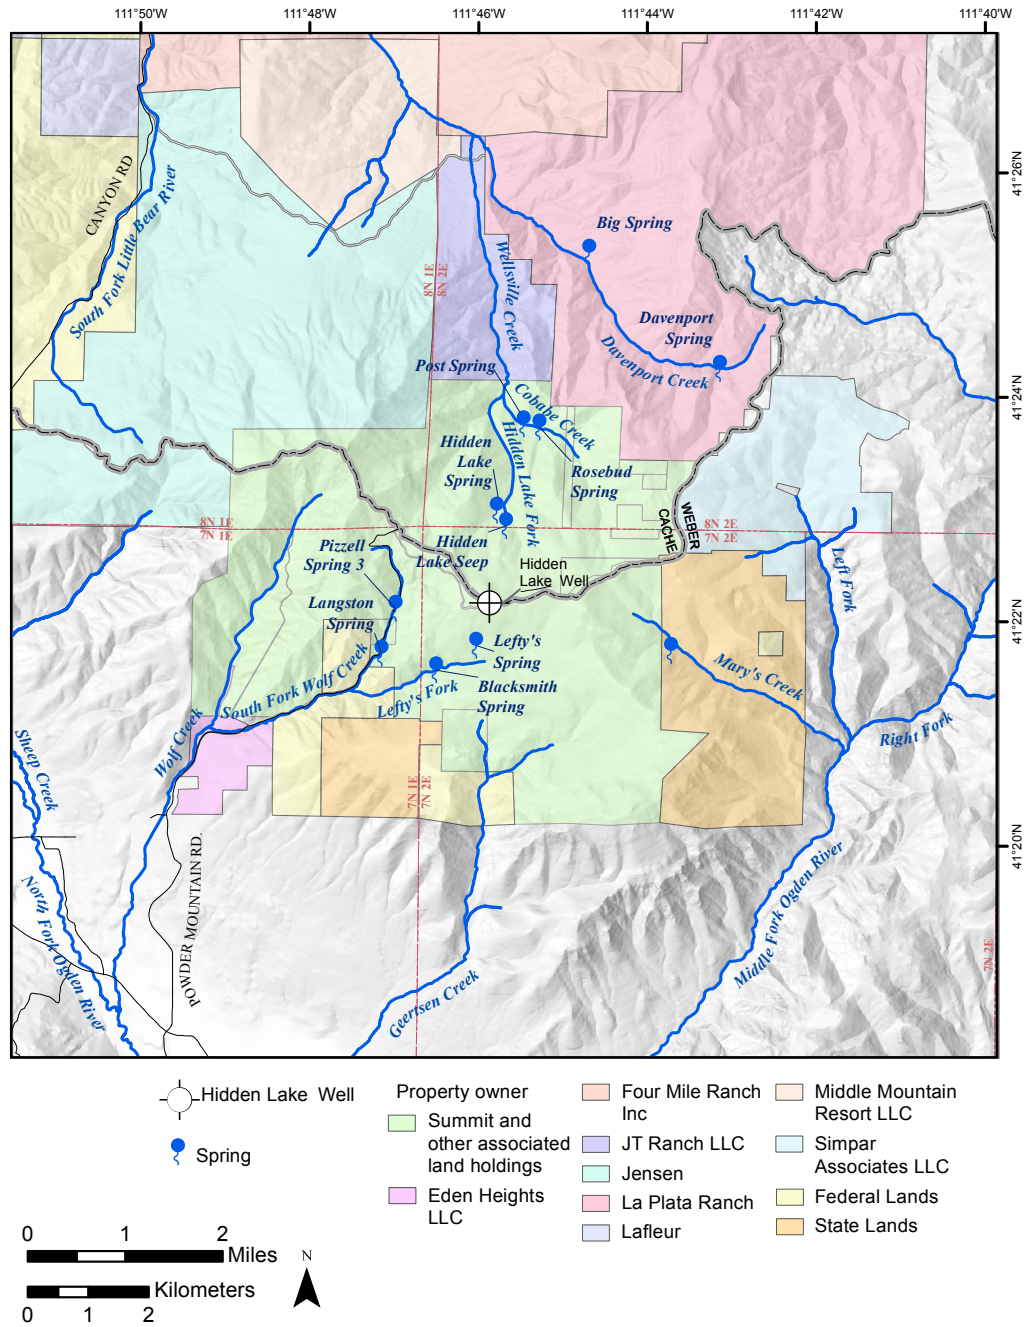 111°50'W
111°48'W
111°46'W
111°44'W
111°42'W
111°40'W
41°26'N
41°24'N
41°22'N
41°20'N
CANYON RD
South Fork Little Bear River
8N 1E
8N 2E
Wellsville Creek
Big Spring
Davenport
Spring
Davenport Creek
Post Spring
Cobabe Creek
Hidden
Lake
Spring
Hidden Lake Fork
Rosebud
Spring
8N 1E
7N 1E
Hidden
Lake Seep
WEBER
CACHE
8N 2E
7N 2E
Pizzell
Spring 3
Hidden
Lake Well
Left Fork
Langston
Spring
Lefty's
Spring
South Fork Wolf Creek
Lefty's Fork
Blacksmith
Spring
Mary's Creek
Right Fork
Wolf Creek
Sheep Creek
7N 1E
7N 2E
North Fork Ogden River
POWDER MOUNTAIN RD.
Geertsen Creek
Middle Fork Ogden River
7N 2E
Hidden Lake Well
Spring
Property owner
Summit and
other associated
land holdings
Eden Heights
LLC
Four Mile Ranch
Inc
JT Ranch LLC
Jensen
La Plata Ranch
Lafleur
Middle Mountain
Resort LLC
Simpar
Associates LLC
Federal Lands
State Lands
0 1 2
Miles
Kilometers
0 1 2
N